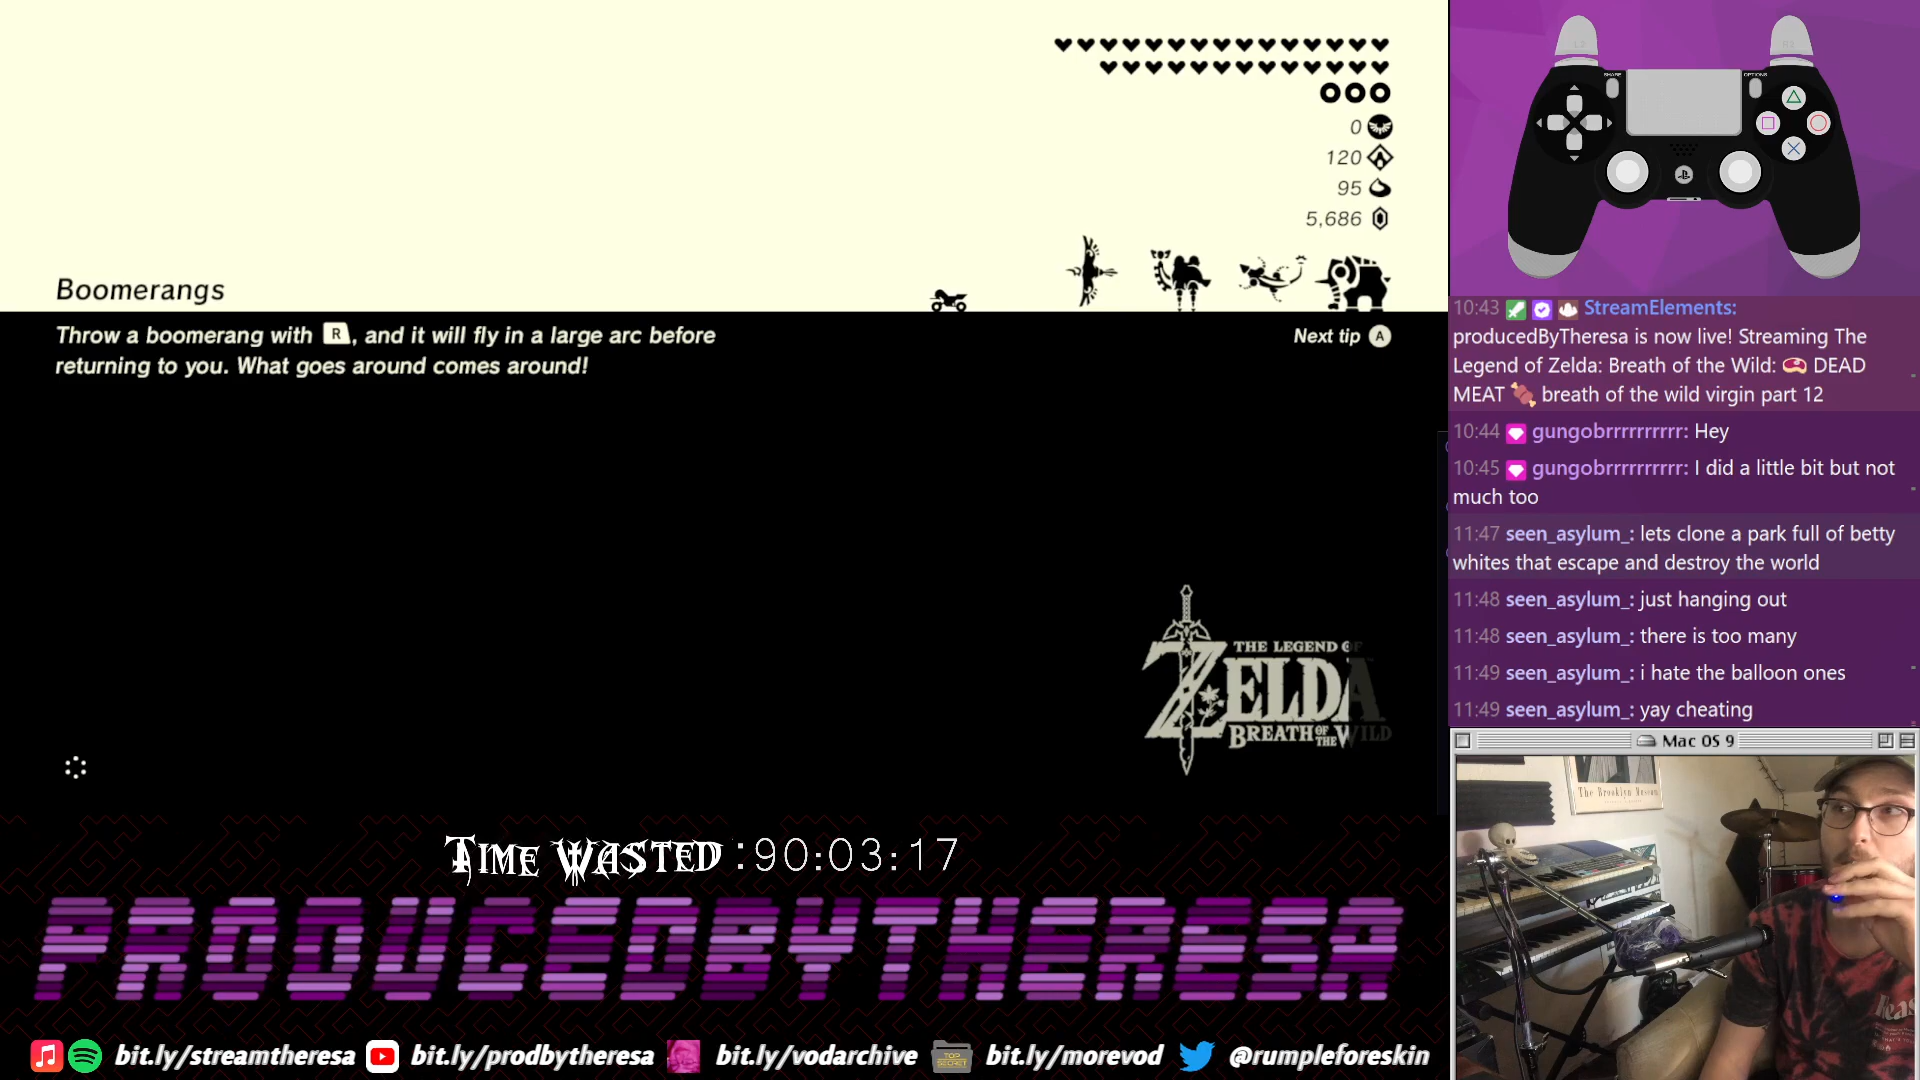 0
120
95
5,686
Boomerangs
Throw a boomerang with R, and it will fly in a large arc before
returning to you. What goes around comes around!
Next tip A
THE LEGEND OF
ZELDA
BREATH OF THE WILD
TIME WASTED :90:03:17
PRODUCEDBYTHERESA
bit.ly/streamtheresa
bit.ly/prodbytheresa
bit.ly/vodarchive
TOP SECRET
bit.ly/morevod
@rumpleforeskin
SHARE
OPTIONS
10:43 StreamElements:
producedByTheresa is now live! Streaming The
Legend of Zelda: Breath of the Wild: 🥩 DEAD
MEAT 🍖 breath of the wild virgin part 12
10:44 gungobrrrrrrrrrr: Hey
10:45 gungobrrrrrrrrrr: I did a little bit but not
much too
11:47 seen_asylum_: lets clone a park full of betty
whites that escape and destroy the world
11:48 seen_asylum_: just hanging out
11:48 seen_asylum_: there is too many
11:49 seen_asylum_: i hate the balloon ones
11:49 seen_asylum_: yay cheating
Mac OS 9
The Brooklyn Museum